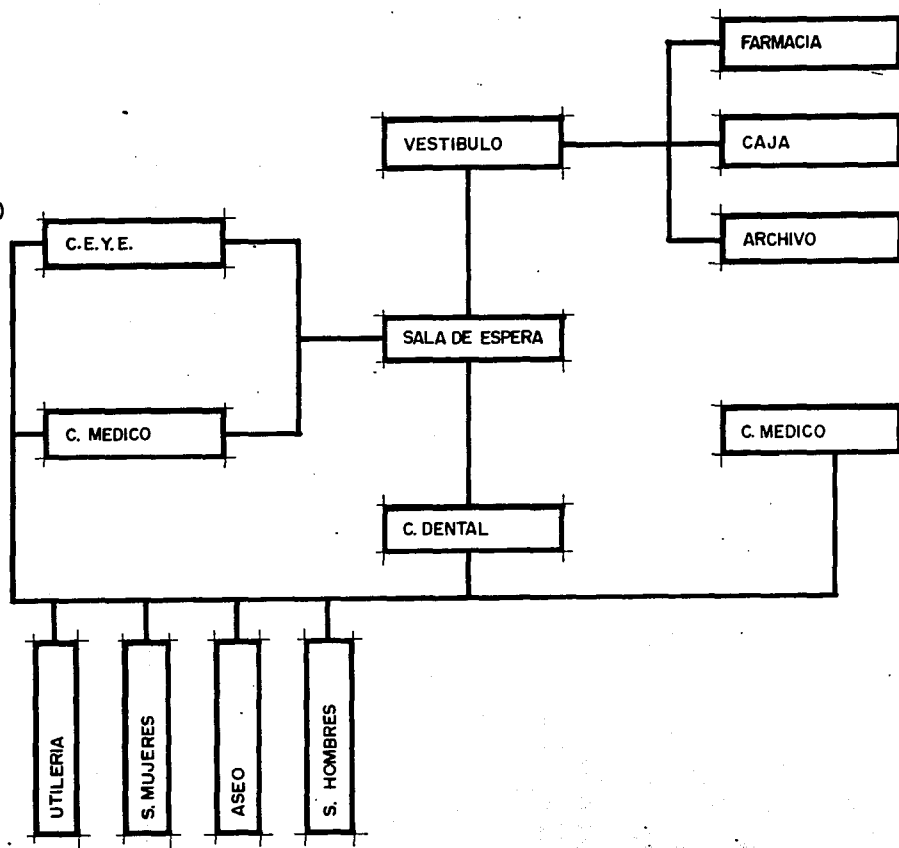 FARMACIA
VESTIBULO
CAJA
)
C.E.Y.E.
ARCHIVO
SALA DE ESPERA
C. MEDICO
C. MEDICO
C. DENTAL
UTILERIA
S. MUJERES
ASEO
S. HOMBRES